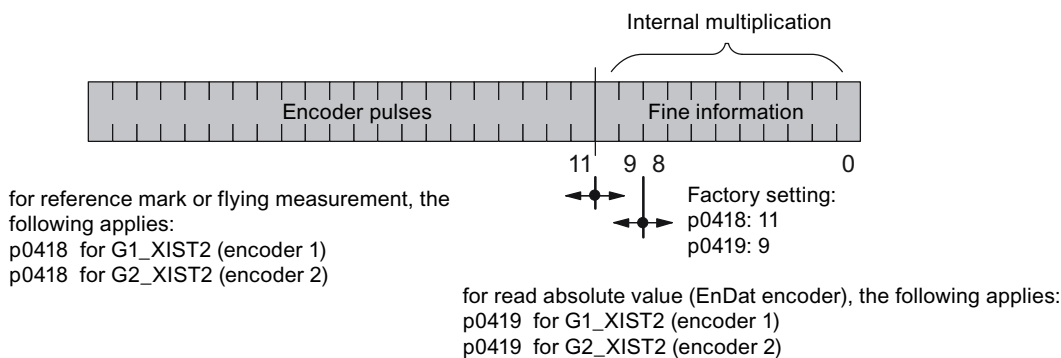 Internal multiplication
Encoder pulses
Fine information
11 9 8 0
for reference mark or flying measurement, the
following applies:
p0418 for G1_XIST2 (encoder 1)
p0418 for G2_XIST2 (encoder 2)
Factory setting:
p0418: 11
p0419: 9
for read absolute value (EnDat encoder), the following applies:
p0419 for G1_XIST2 (encoder 1)
p0419 for G2_XIST2 (encoder 2)